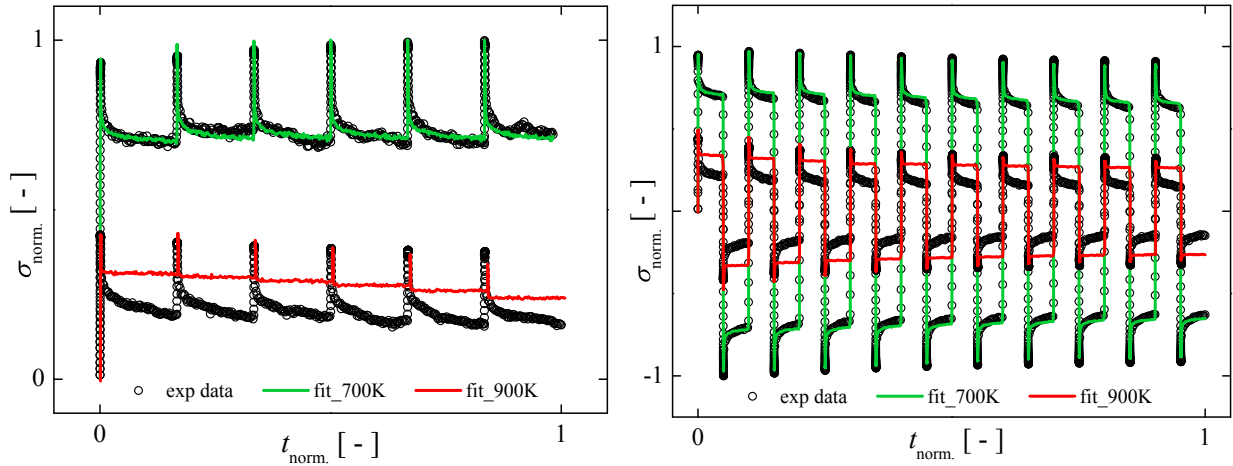 1
σnorm. [ - ]
0
exp data fit_700K fit_900K
0 1
tnorm. [ - ]
1
σnorm. [ - ]
-1
exp data fit_700K fit_900K
0 1
tnorm. [ - ]